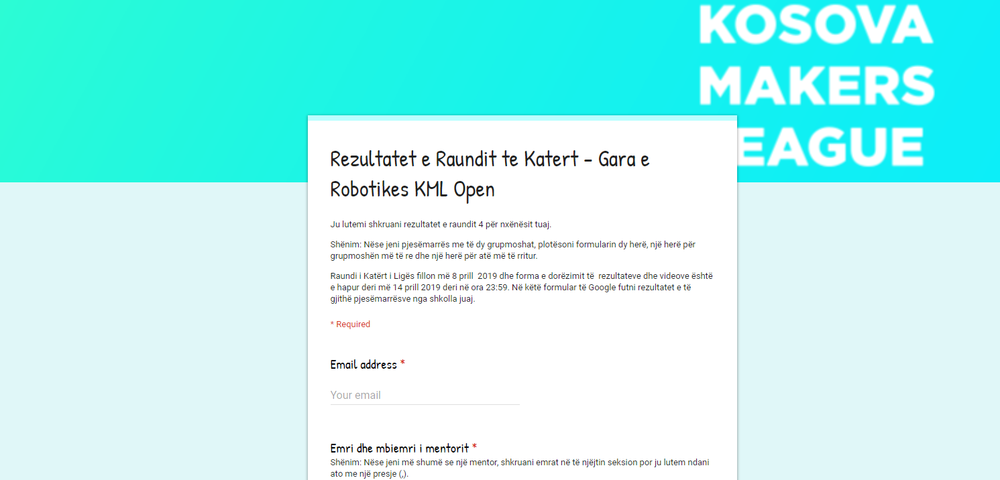 KOSOVA
MAKERS
EAGUE
Rezultatet e Raundit te Katert - Gara e
Robotikes KML Open
Ju lutemi shkruani rezultatet e raundit 4 për nxënësit tuaj.
Shënim: Nëse jeni pjesëmarrës me të dy grupmoshat, plotësoni formularin dy herë, një herë për
grupmoshën më të re dhe një herë për atë më të rritur.
Raundi i Katërt i Ligës fillon më 8 prill  2019 dhe forma e dorëzimit të  rezultateve dhe videove është
e hapur deri më 14 prill 2019 deri në ora 23:59. Në këtë formular të Google futni rezultatet e të
gjithë pjesëmarrësve nga shkolla juaj.
* Required
Email address *
Your email
Emri dhe mbiemri i mentorit *
Shënim: Nëse jeni më shumë se një mentor, shkruani emrat në të njëjtin seksion por ju lutem ndani
ato me një presje (,).